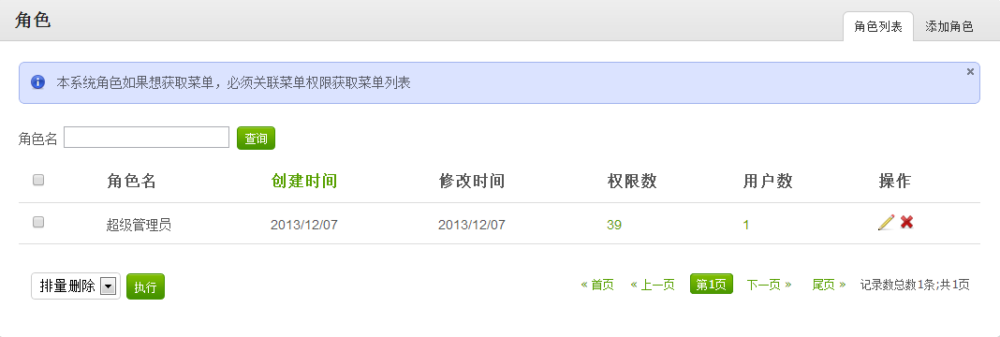 角色
角色列表 添加角色
本系统角色如果想获取菜单，必须关联菜单权限获取菜单列表
角色名 查询
角色名 创建时间 修改时间 权限数 用户数 操作
超级管理员 2013/12/07 2013/12/07 39 1
排量删除 执行 « 首页 « 上一页 第1页 下一页 » 尾页 » 记录数总数1条;共1页